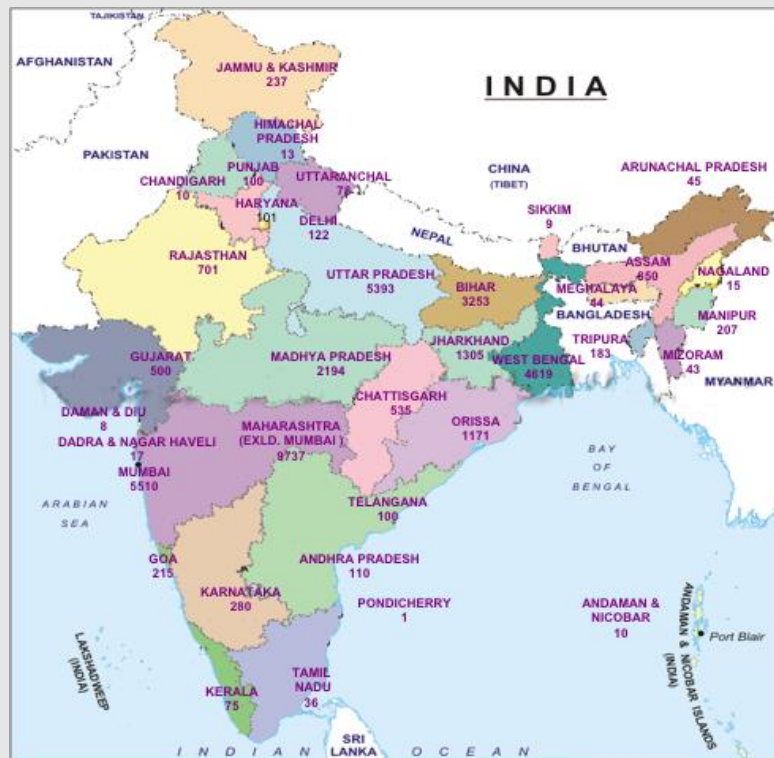 TAJIKISTAN
AFGHANISTAN
JAMMU & KASHMIR
237
INDIA
HIMACHAL
PRADESH
13
PAKISTAN
PUNJAB
100
CHANDIGARH
10
UTTARANCHAL
78
CHINA
(TIBET)
ARUNACHAL PRADESH
45
HARYANA
101
DELHI
122
SIKKIM
9
NEPAL
BHUTAN
RAJASTHAN
701
UTTAR PRADESH
5393
BIHAR
3253
ASSAM
850
NAGALAND
15
MEGHALAYA
44
BANGLADESH
MANIPUR
207
GUJARAT
500
MADHYA PRADESH
2194
JHARKHAND
1305
WEST BENGAL
4619
TRIPURA
183
MIZORAM
43
MYANMAR
CHATTISGARH
535
DAMAN & DIU
8
DADRA & NAGAR HAVELI
17
MUMBAI
5510
MAHARASHTRA
(EXLD. MUMBAI )
9737
ORISSA
1171
BAY
OF
BENGAL
ARABIAN
SEA
TELANGANA
100
GOA
215
ANDHRA PRADESH
110
KARNATAKA
280
PONDICHERRY
1
ANDAMAN &
NICOBAR
10
ANDAMAN & NICOBAR ISLANDS
(INDIA)
Port Blair
LAKSHADWEEP
(INDIA)
KERALA
75
TAMIL
NADU
36
SRI
LANKA
INDIAN OCEAN